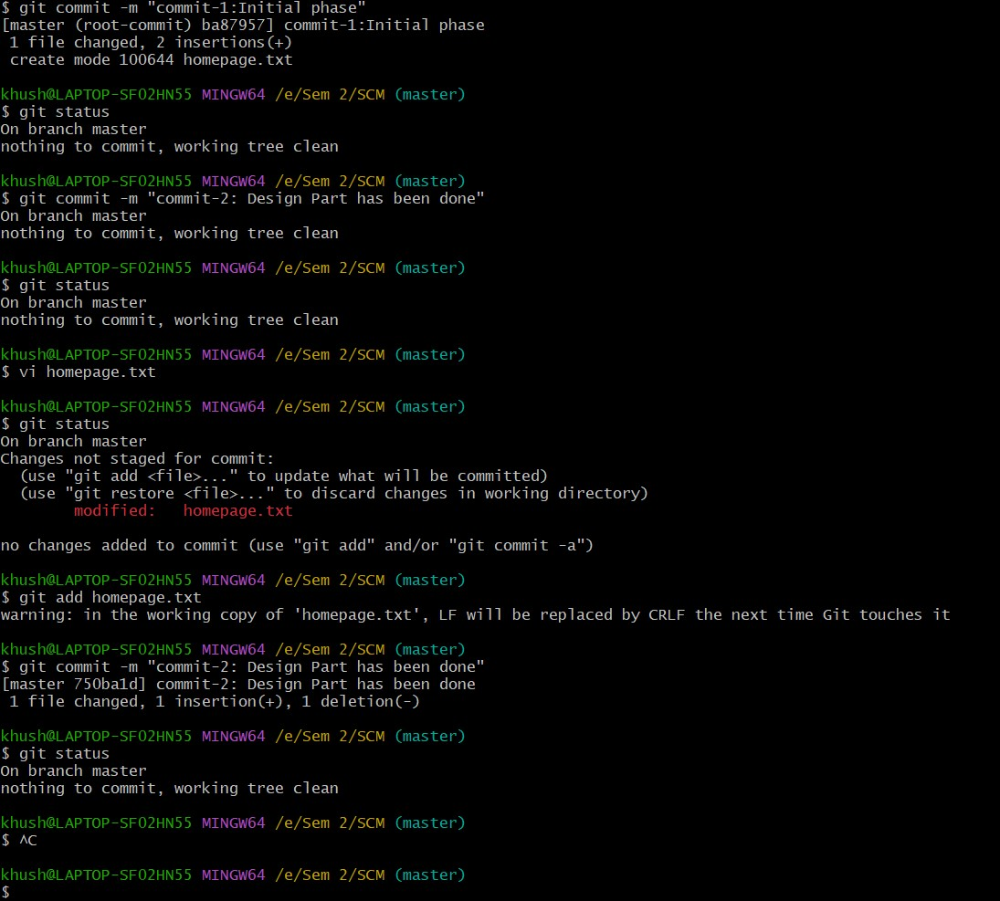 $ git commit -m "commit-1:Initial phase"
[master (root-commit) ba87957] commit-1:Initial phase
 1 file changed, 2 insertions(+)
 create mode 100644 homepage.txt

khush@LAPTOP-SFO2HN55 MINGW64 /e/Sem 2/SCM (master)
$ git status
On branch master
nothing to commit, working tree clean

khush@LAPTOP-SFO2HN55 MINGW64 /e/Sem 2/SCM (master)
$ git commit -m "commit-2: Design Part has been done"
On branch master
nothing to commit, working tree clean

khush@LAPTOP-SFO2HN55 MINGW64 /e/Sem 2/SCM (master)
$ git status
On branch master
nothing to commit, working tree clean

khush@LAPTOP-SFO2HN55 MINGW64 /e/Sem 2/SCM (master)
$ vi homepage.txt

khush@LAPTOP-SFO2HN55 MINGW64 /e/Sem 2/SCM (master)
$ git status
On branch master
Changes not staged for commit:
  (use "git add <file>..." to update what will be committed)
  (use "git restore <file>..." to discard changes in working directory)
        modified:   homepage.txt

no changes added to commit (use "git add" and/or "git commit -a")

khush@LAPTOP-SFO2HN55 MINGW64 /e/Sem 2/SCM (master)
$ git add homepage.txt
warning: in the working copy of 'homepage.txt', LF will be replaced by CRLF the next time Git touches it

khush@LAPTOP-SFO2HN55 MINGW64 /e/Sem 2/SCM (master)
$ git commit -m "commit-2: Design Part has been done"
[master 750ba1d] commit-2: Design Part has been done
 1 file changed, 1 insertion(+), 1 deletion(-)

khush@LAPTOP-SFO2HN55 MINGW64 /e/Sem 2/SCM (master)
$ git status
On branch master
nothing to commit, working tree clean

khush@LAPTOP-SFO2HN55 MINGW64 /e/Sem 2/SCM (master)
$ ^C

khush@LAPTOP-SFO2HN55 MINGW64 /e/Sem 2/SCM (master)
$